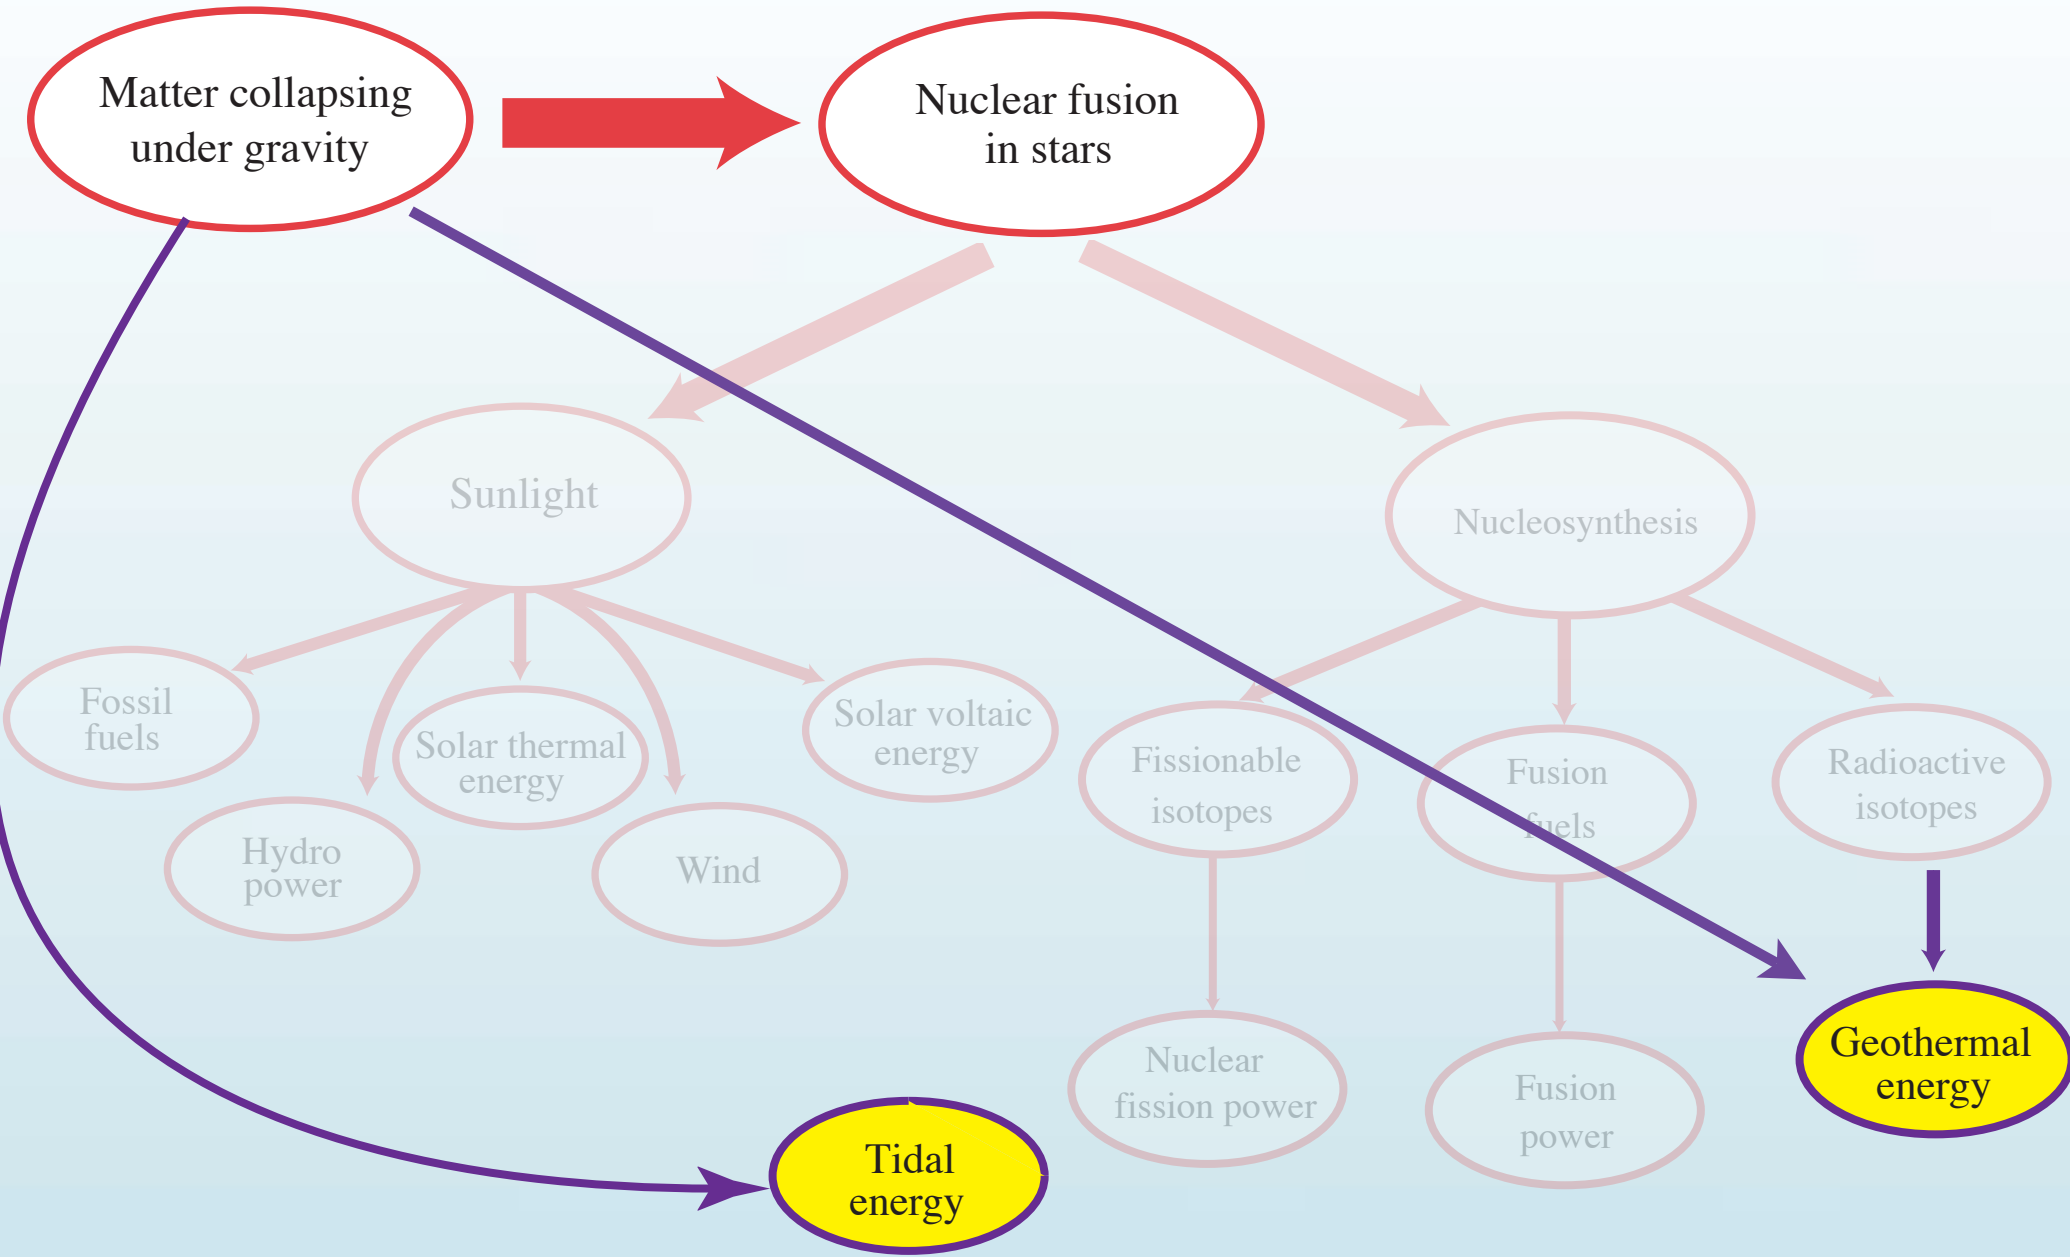 Matter collapsing
under gravity
Nuclear fusion
in stars
Sunlight
Nucleosynthesis
Fossil
fuels
Solar thermal
energy
Solar voltaic
energy
Hydro
power
Wind
Fissionable
isotopes
Fusion
fuels
Radioactive
isotopes
Nuclear
fission power
Fusion
power
Geothermal
energy
Tidal
energy